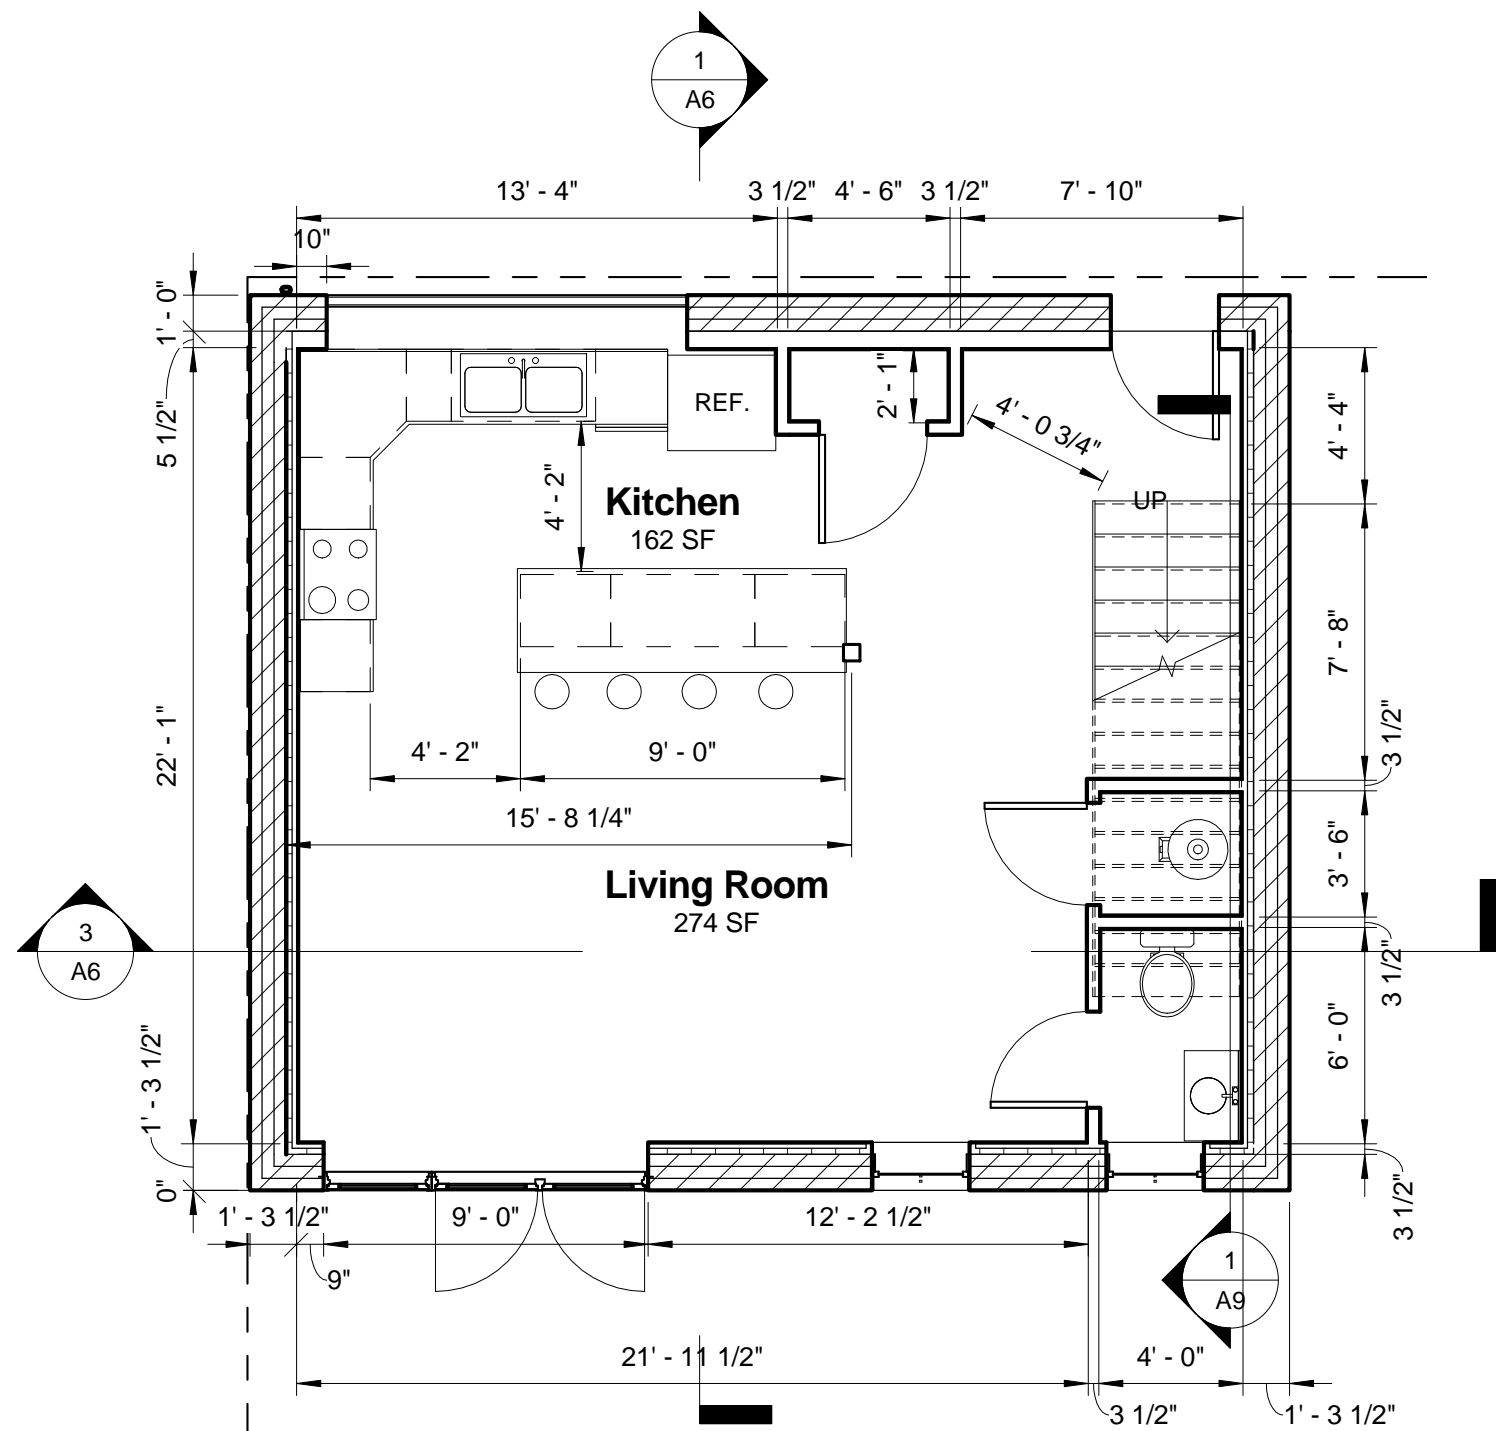 1
A6
13' - 4"
3 1/2"
4' - 6"
3 1/2"
7' - 10"
10"
1' - 0"
5 1/2"
2' - 1"
REF.
4' - 0 3/4"
4' - 4"
4' - 2"
Kitchen
162 SF
UP
7' - 8"
22' - 1"
3 1/2"
4' - 2"
9' - 0"
15' - 8 1/4"
3' - 6"
Living Room
274 SF
3
A6
3 1/2"
6' - 0"
1' - 3 1/2"
0"
3 1/2"
1' - 3 1/2"
9' - 0"
12' - 2 1/2"
9"
1
A9
21' - 11 1/2"
4' - 0"
3 1/2"
1' - 3 1/2"